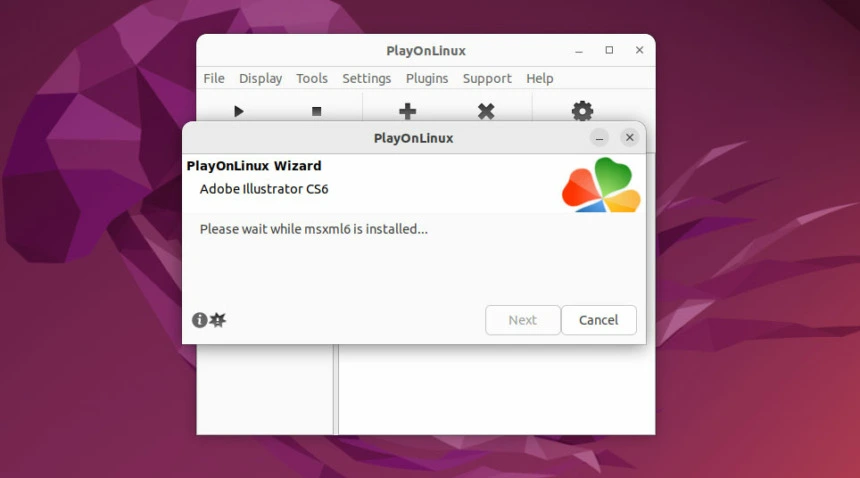 PlayOnLinux
File Display Tools Settings Plugins Support Help
PlayOnLinux
PlayOnLinux Wizard
Adobe Illustrator CS6
Please wait while msxml6 is installed...
Next Cancel